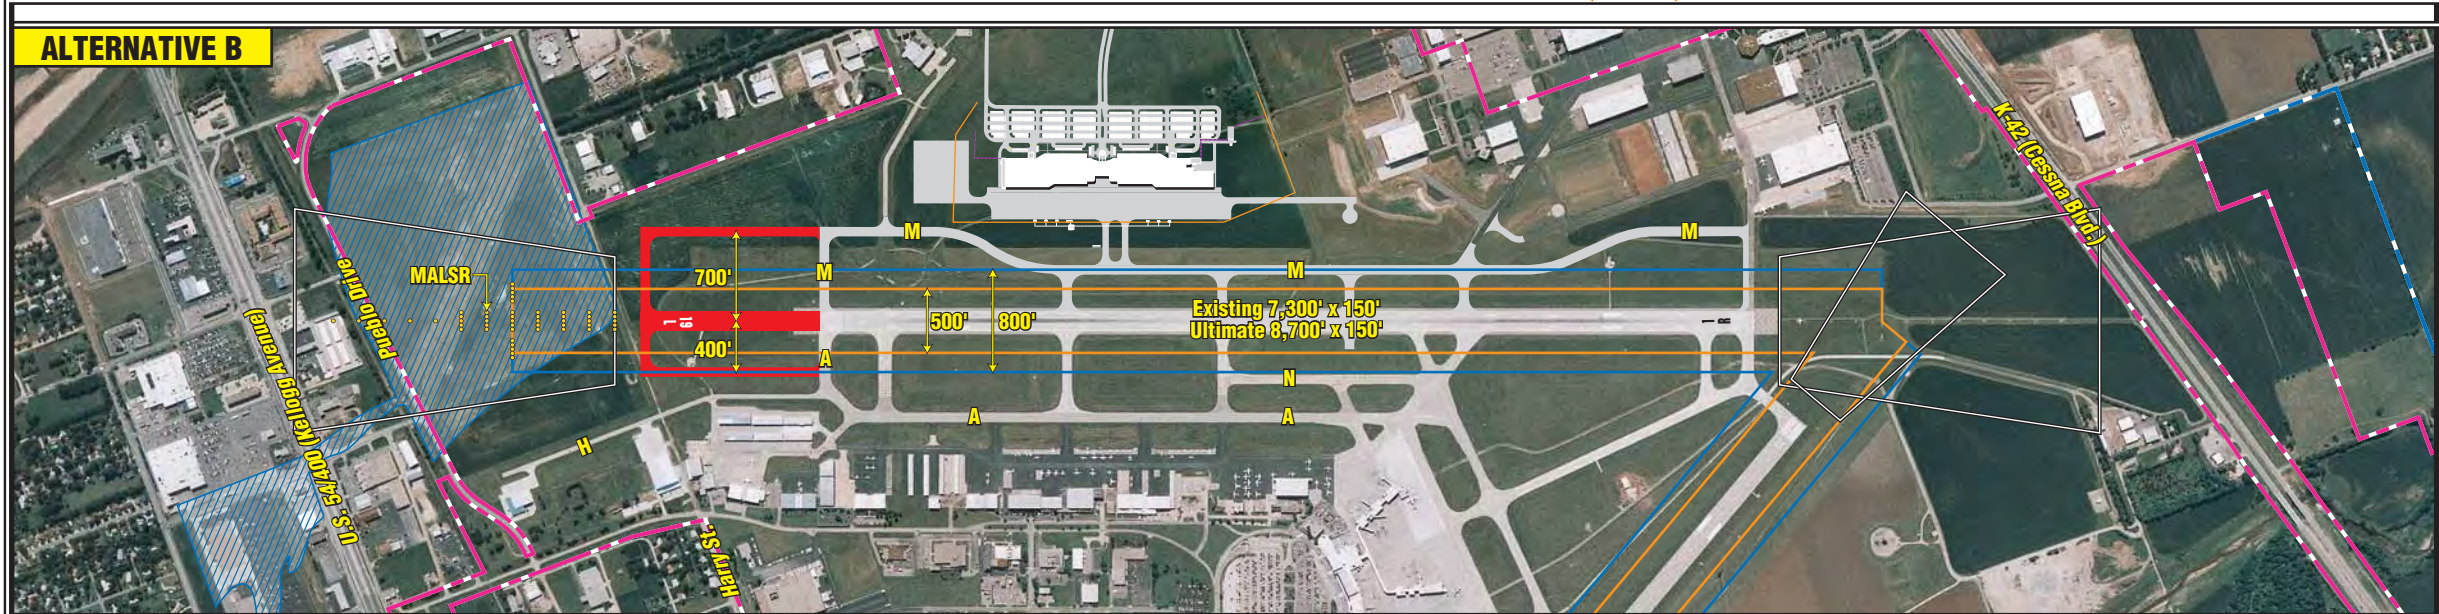 ALTERNATIVE B
K-42 (Cessna Blvd.)
M
M
700'
M
M
MALSR
Pueblo Drive
Existing 7,300' x 150'
Ultimate 8,700' x 150'
500'
800'
19
L
1
R
400'
A
N
U.S. 54/400 (Kellogg Avenue)
A
A
H
Harry St.